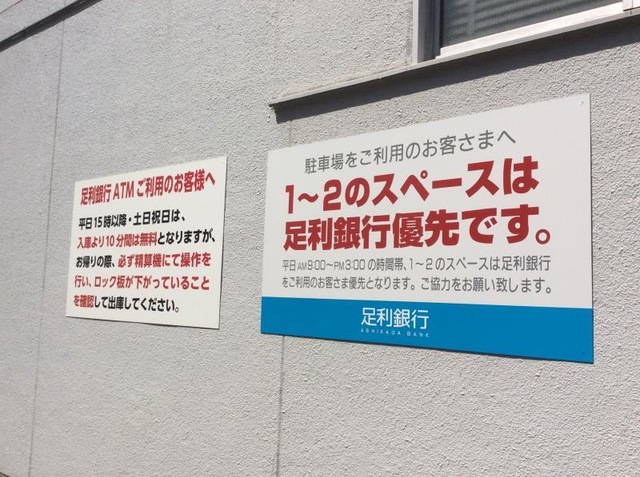 足利銀行ATMご利用のお客様へ
平日15時以降・土日祝日は、
入庫より10分間は無料となりますが、
お帰りの際、必ず精算機にて操作を
行い、ロック板が下がっていること
を確認して出庫してください。
駐車場をご利用のお客さまへ
1〜2のスペースは
足利銀行優先です。
平日AM9:00〜PM3:00の時間帯、1〜2のスペースは足利銀行
をご利用のお客さま優先となります。ご協力をお願い致します。
足利銀行
ASHIKAGA BANK